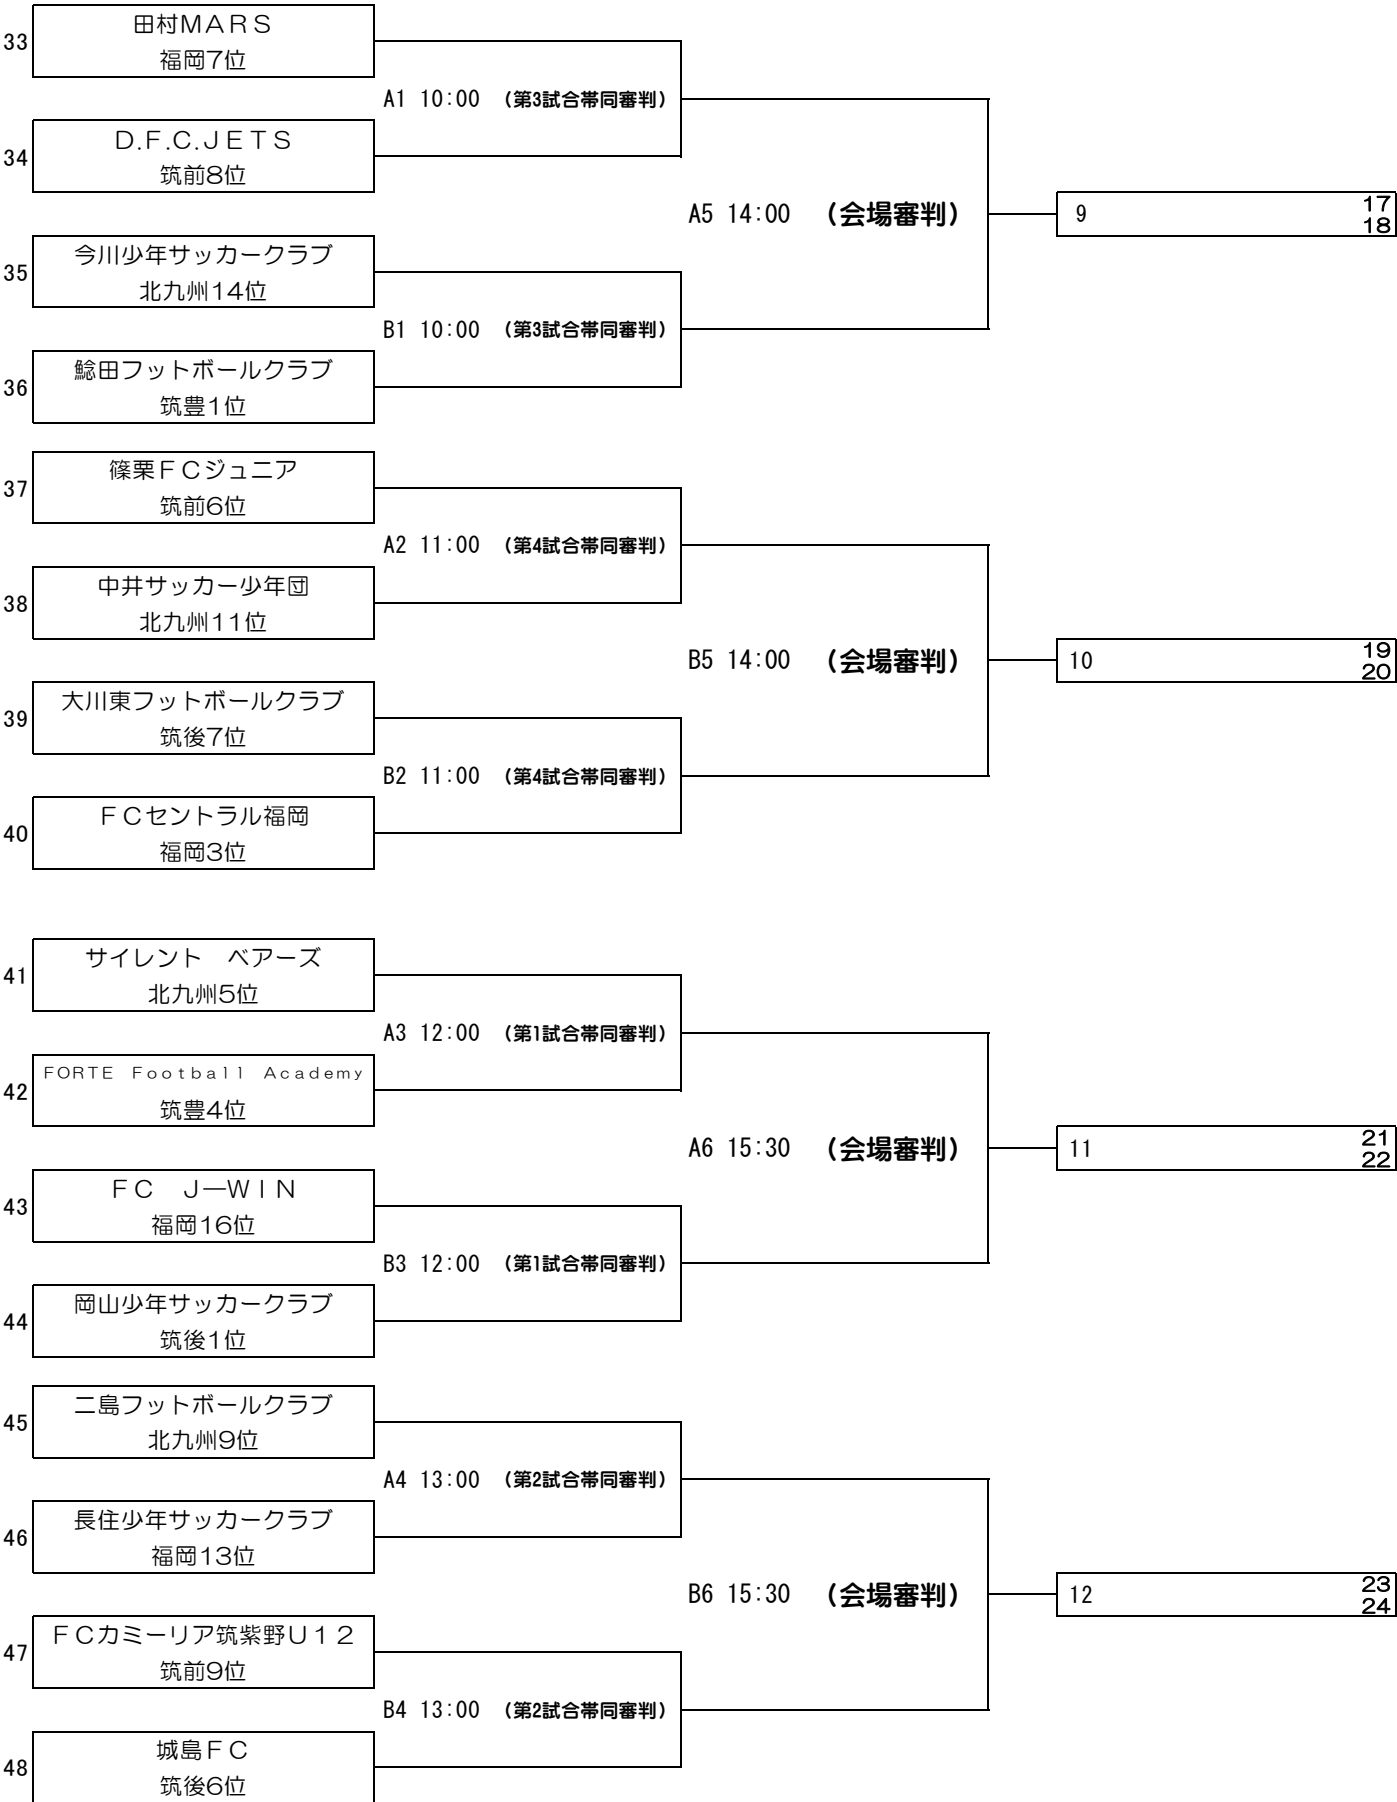 33
田村MARS
福岡7位
A1 10:00 (第3試合帯同審判)
34
D.F.C.JETS
筑前8位
A5 14:00 (会場審判)
9
17
18
35
今川少年サッカークラブ
北九州14位
B1 10:00 (第3試合帯同審判)
36
鯰田フットボールクラブ
筑豊1位
37
篠栗FCジュニア
筑前6位
A2 11:00 (第4試合帯同審判)
38
中井サッカー少年団
北九州11位
B5 14:00 (会場審判)
10
19
20
39
大川東フットボールクラブ
筑後7位
B2 11:00 (第4試合帯同審判)
40
FCセントラル福岡
福岡3位
41
サイレント ベアーズ
北九州5位
A3 12:00 (第1試合帯同審判)
42
FORTE Football Academy
筑豊4位
A6 15:30 (会場審判)
11
21
22
43
FC J―WIN
福岡16位
B3 12:00 (第1試合帯同審判)
44
岡山少年サッカークラブ
筑後1位
45
二島フットボールクラブ
北九州9位
A4 13:00 (第2試合帯同審判)
46
長住少年サッカークラブ
福岡13位
B6 15:30 (会場審判)
12
23
24
47
FCカミーリア筑紫野U12
筑前9位
B4 13:00 (第2試合帯同審判)
48
城島FC
筑後6位